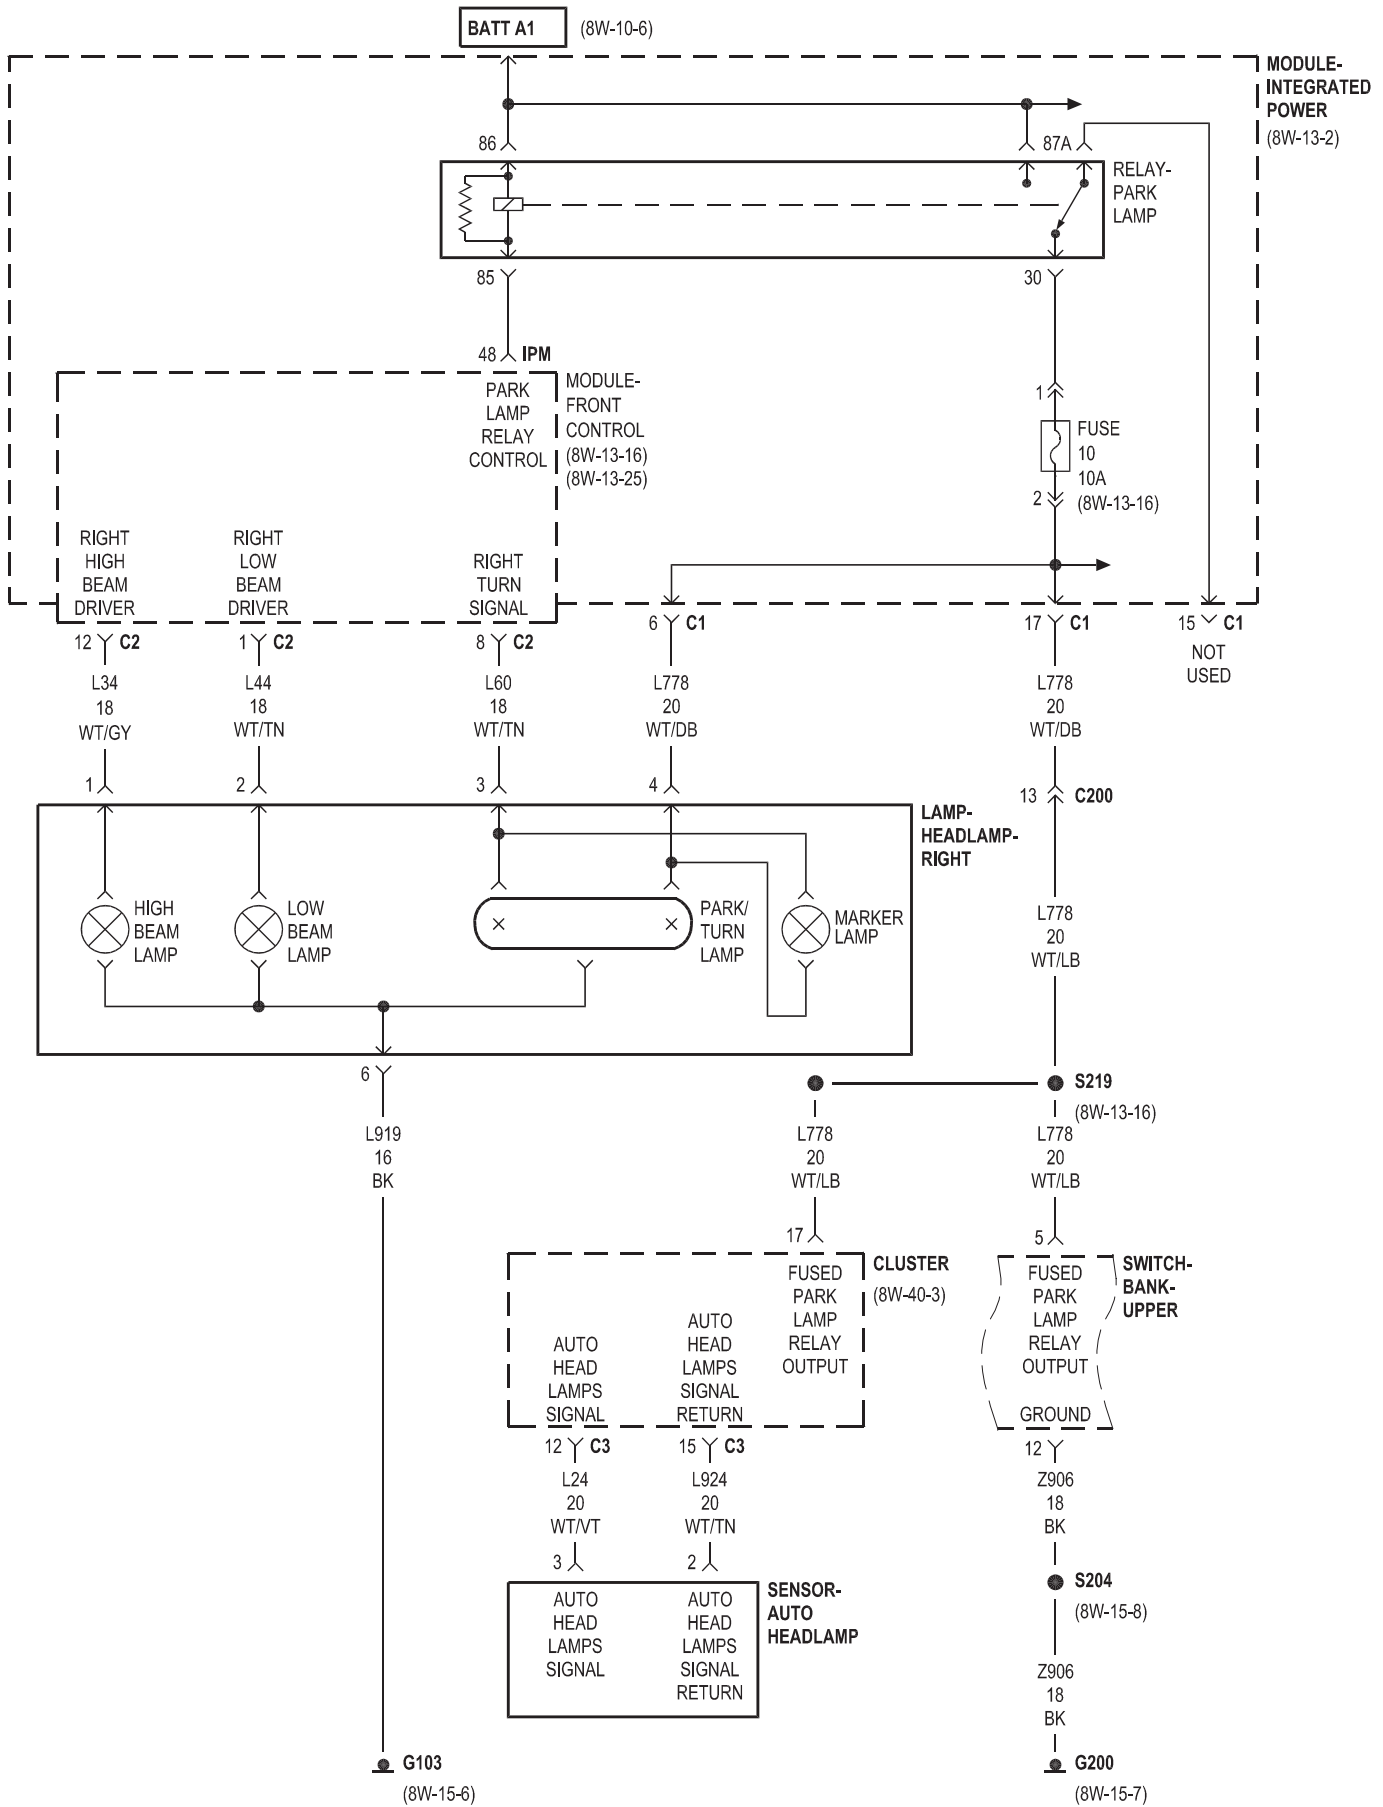 BATT A1 (8W-10-6)
MODULE-
INTEGRATED
POWER
(8W-13-2)
86
87A
RELAY-
PARK
LAMP
85
30
48 IPM
PARK
LAMP
RELAY
CONTROL
MODULE-
FRONT
CONTROL
(8W-13-16)
(8W-13-25)
1
FUSE
10
10A
(8W-13-16)
2
RIGHT
HIGH
BEAM
DRIVER
RIGHT
LOW
BEAM
DRIVER
RIGHT
TURN
SIGNAL
12 C2
1 C2
8 C2
6 C1
17 C1
15 C1
NOT
USED
L34
18
WT/GY
L44
18
WT/TN
L60
18
WT/TN
L778
20
WT/DB
L778
20
WT/DB
1
2
3
4
13 C200
LAMP-
HEADLAMP-
RIGHT
HIGH
BEAM
LAMP
LOW
BEAM
LAMP
PARK/
TURN
LAMP
MARKER
LAMP
L778
20
WT/LB
6
S219
(8W-13-16)
L919
16
BK
L778
20
WT/LB
L778
20
WT/LB
17
5
CLUSTER
(8W-40-3)
FUSED
PARK
LAMP
RELAY
OUTPUT
AUTO
HEAD
LAMPS
SIGNAL
AUTO
HEAD
LAMPS
SIGNAL
RETURN
SWITCH-
BANK-
UPPER
FUSED
PARK
LAMP
RELAY
OUTPUT
GROUND
12 C3
15 C3
12
L24
20
WT/VT
L924
20
WT/TN
Z906
18
BK
3
2
SENSOR-
AUTO
HEADLAMP
AUTO
HEAD
LAMPS
SIGNAL
AUTO
HEAD
LAMPS
SIGNAL
RETURN
S204
(8W-15-8)
Z906
18
BK
G103
(8W-15-6)
G200
(8W-15-7)